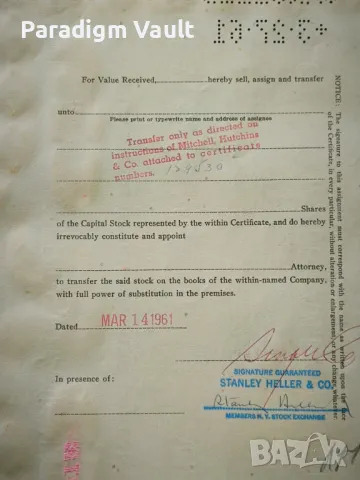 Paradigm Vault
For Value Received, hereby sell, assign and transfer
unto
Please print or typewrite name and address of assignee
Transfer only as directed on
instructions of Mitchell, Hutchins
& Co. attached to certificate
numbers.
Shares
of the Capital Stock represented by the within Certificate, and do hereby
irrevocably constitute and appoint
Attorney,
to transfer the said stock on the books of the within-named Company,
with full power of substitution in the premises.
Dated MAR 14 1961
SIGNATURE GUARANTEED
STANLEY HELLER & CO.
Stanley Heller
MEMBERS N. Y. STOCK EXCHANGE
In presence of:
NOTICE: The signature to this assignment must correspond with the name as written upon the face
of the Certificate, in every particular, without alteration or enlargement, or any change whatever.
bazar.bg